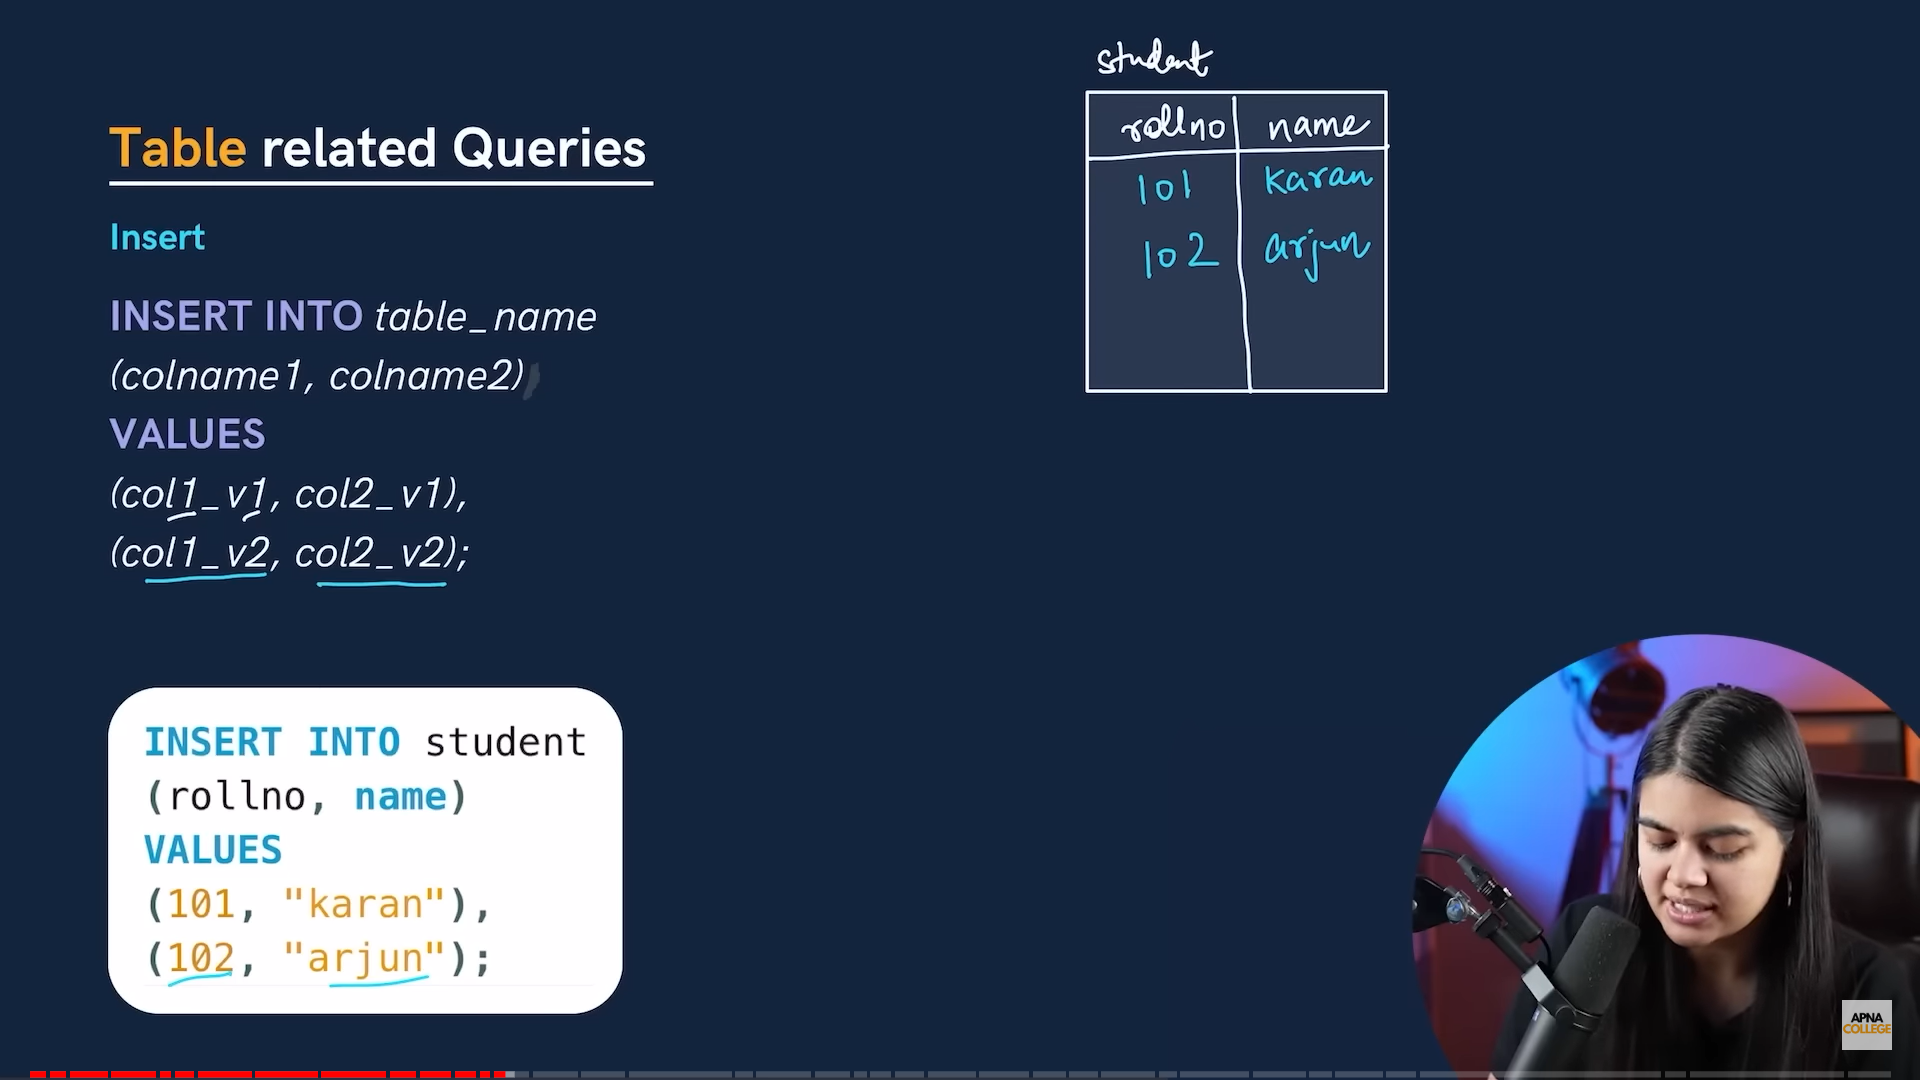 Table related Queries
Insert
INSERT INTO table_name
(colname1, colname2)
VALUES
(col1_v1, col2_v1),
(col1_v2, col2_v2);
INSERT INTO student
(rollno, name)
VALUES
(101, "karan"),
(102, "arjun");
student
rollno name
101 karan
102 arjun
APNA
COLLEGE